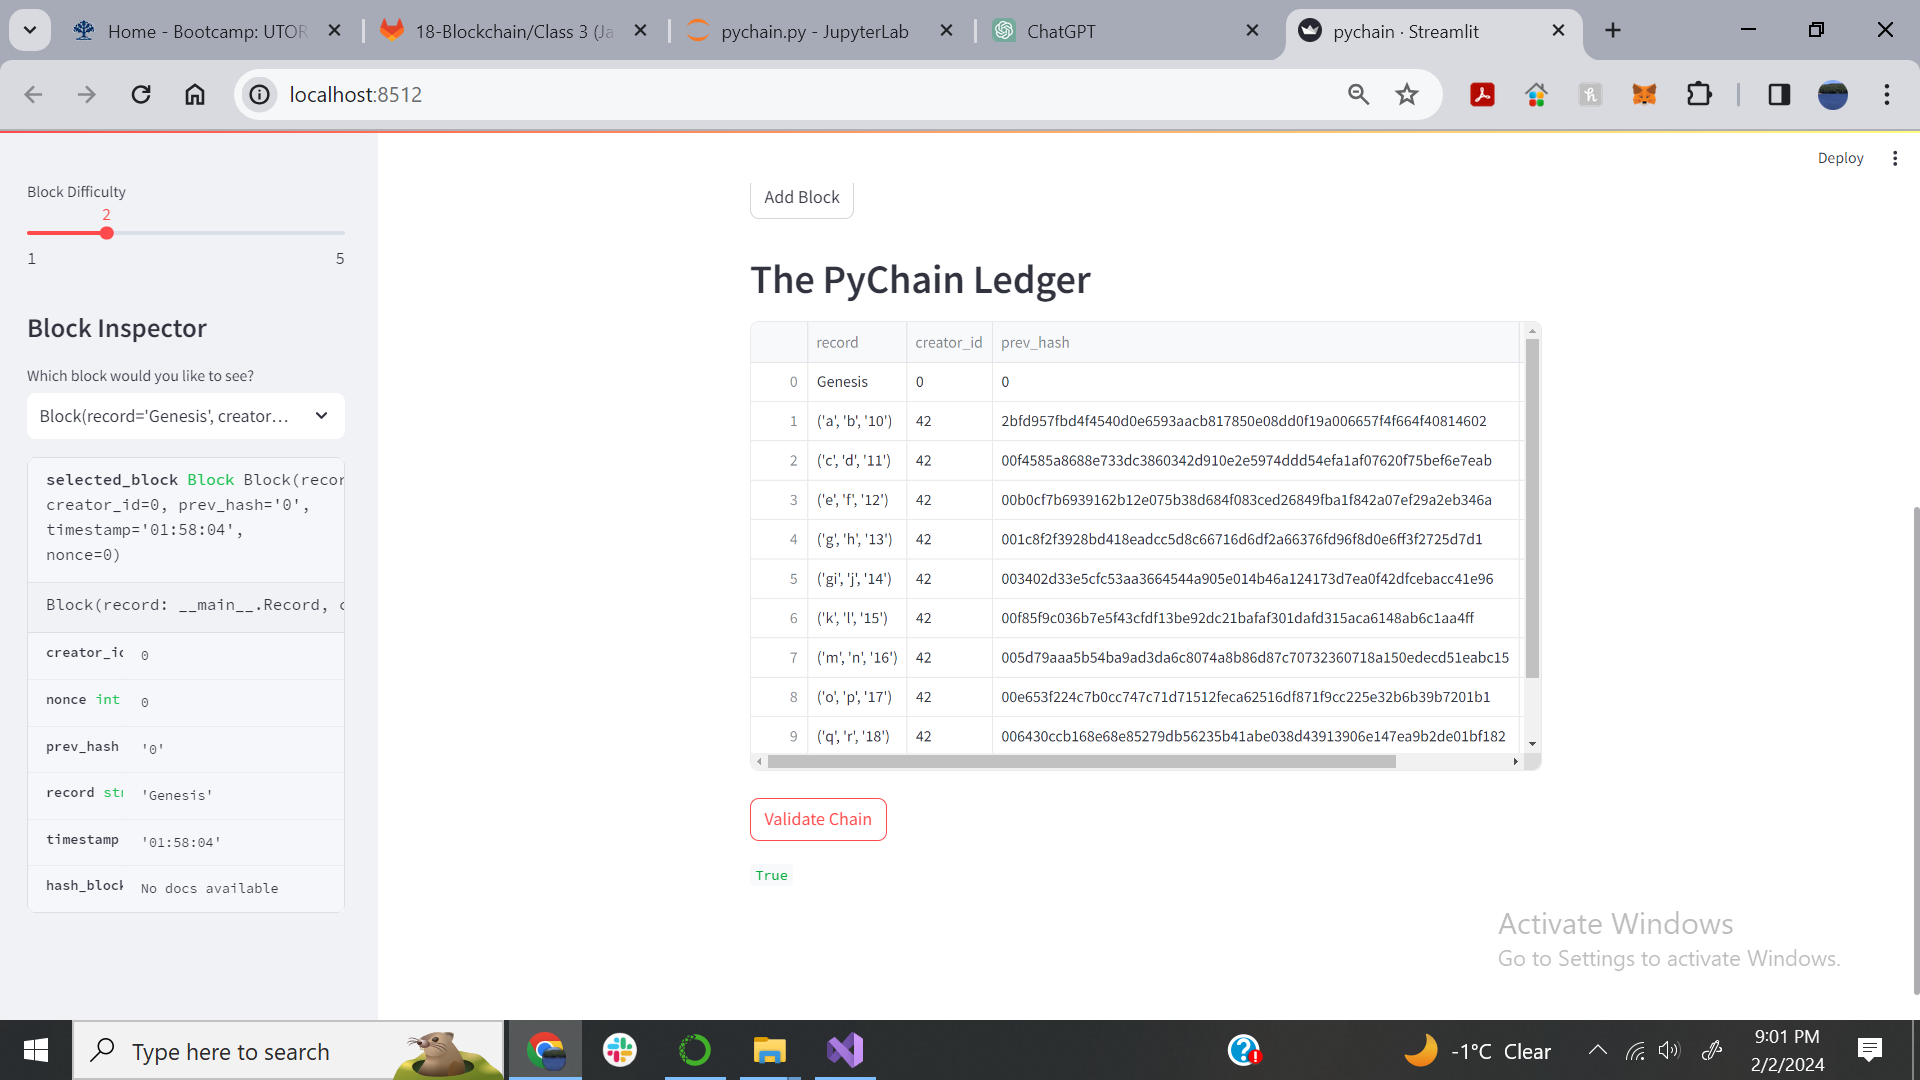 Home - Bootcamp: UTOR
18-Blockchain/Class 3 (Ja
pychain.py - JupyterLab
ChatGPT
pychain · Streamlit
localhost:8512
Deploy
Block Difficulty
2
1 5
Block Inspector
Which block would you like to see?
Block(record='Genesis', creator...
selected_block Block Block(recor
creator_id=0, prev_hash='0',
timestamp='01:58:04',
nonce=0)
Block(record: __main__.Record, c
creator_id 0
nonce int 0
prev_hash '0'
record str 'Genesis'
timestamp '01:58:04'
hash_block No docs available
Add Block
The PyChain Ledger
record creator_id prev_hash
0 Genesis 0 0
1 ('a', 'b', '10') 42 2bfd957fbd4f4540d0e6593aacb817850e08dd0f19a006657f4f664f40814602
2 ('c', 'd', '11') 42 00f4585a8688e733dc3860342d910e2e5974ddd54efa1af07620f75bef6e7eab
3 ('e', 'f', '12') 42 00b0cf7b6939162b12e075b38d684f083ced26849fba1f842a07ef29a2eb346a
4 ('g', 'h', '13') 42 001c8f2f3928bd418eadcc5d8c66716d6df2a66376fd96f8d0e6ff3f2725d7d1
5 ('gi', 'j', '14') 42 003402d33e5cfc53aa3664544a905e014b46a124173d7ea0f42dfcebacc41e96
6 ('k', 'l', '15') 42 00f85f9c036b7e5f43cfdf13be92dc21bafaf301dafd315aca6148ab6c1aa4ff
7 ('m', 'n', '16') 42 005d79aaa5b54ba9ad3da6c8074a8b86d87c70732360718a150edecd51eabc15
8 ('o', 'p', '17') 42 00e653f224c7b0cc747c71d71512feca62516df871f9cc225e32b6b39b7201b1
9 ('q', 'r', '18') 42 006430ccb168e68e85279db56235b41abe038d43913906e147ea9b2de01bf182
Validate Chain
True
Activate Windows
Go to Settings to activate Windows.
Type here to search
-1°C Clear
9:01 PM
2/2/2024